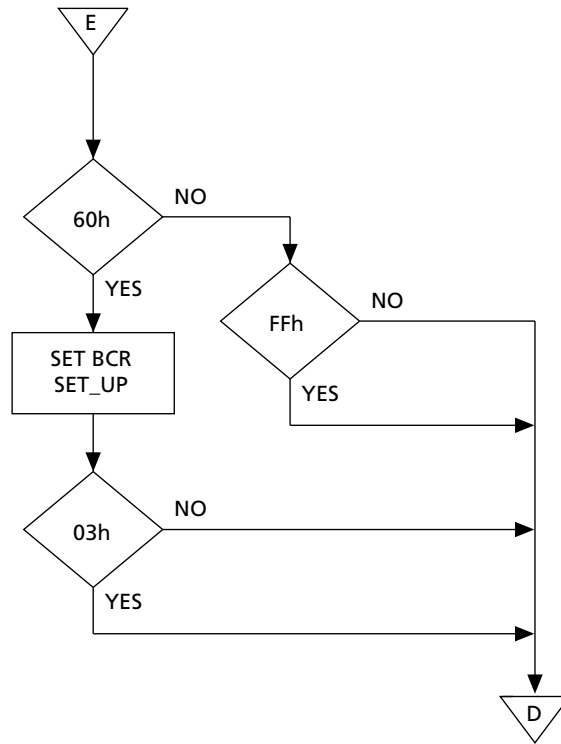 E
60h
NO
YES
FFh
NO
YES
SET BCR
SET_UP
03h
NO
YES
D